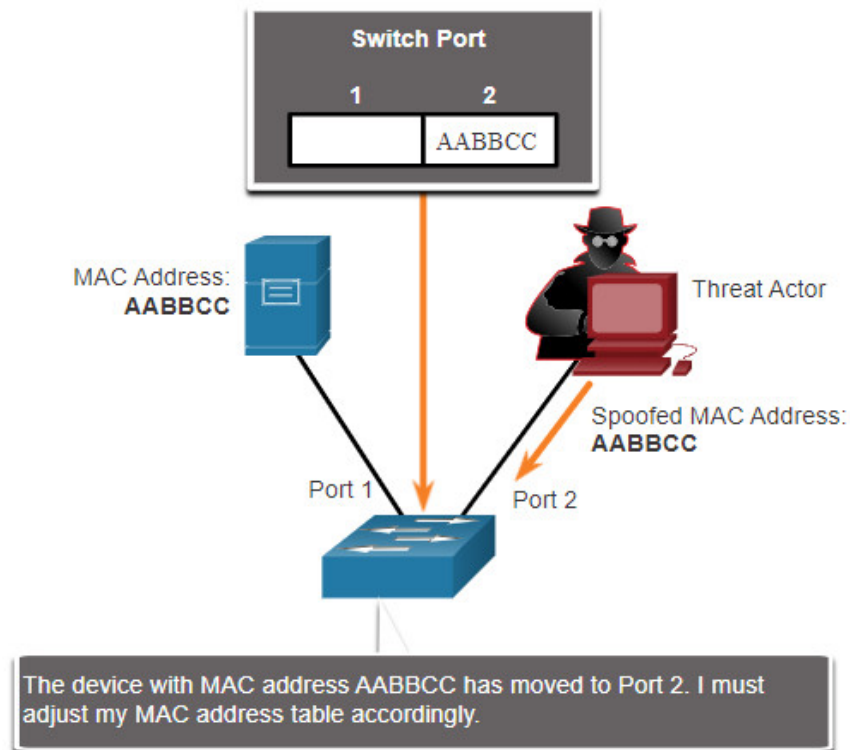 Switch Port
1 2
AABBCC
MAC Address:
AABBCC
Threat Actor
Spoofed MAC Address:
AABBCC
Port 1
Port 2
The device with MAC address AABBCC has moved to Port 2. I must
adjust my MAC address table accordingly.